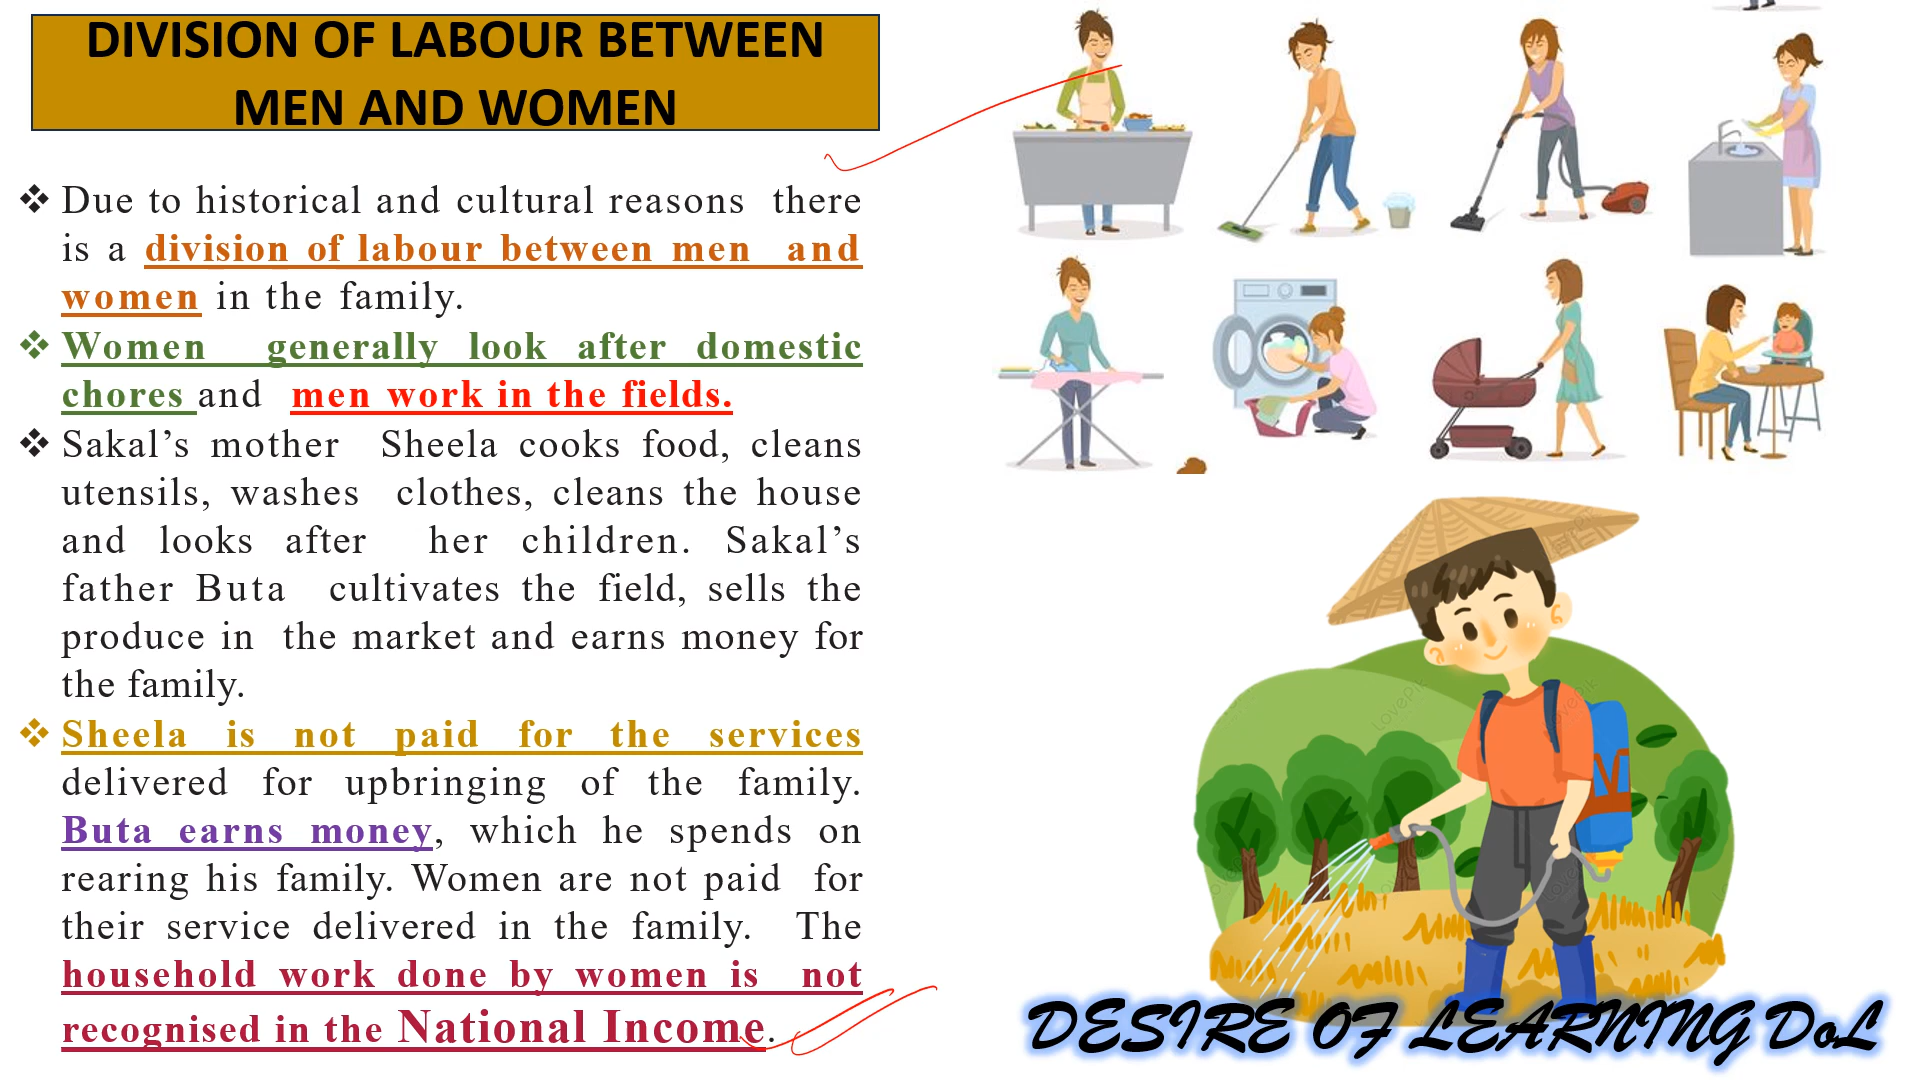 DIVISION OF LABOUR BETWEEN
MEN AND WOMEN
❖ Due to historical and cultural reasons there
is a division of labour between men and
women in the family.
❖ Women generally look after domestic
chores and men work in the fields.
❖ Sakal’s mother Sheela cooks food, cleans
utensils, washes clothes, cleans the house
and looks after her children. Sakal’s
father Buta cultivates the field, sells the
produce in the market and earns money for
the family.
❖ Sheela is not paid for the services
delivered for upbringing of the family.
Buta earns money, which he spends on
rearing his family. Women are not paid for
their service delivered in the family. The
household work done by women is not
recognised in the National Income.
LovePik
LovePik
LovePik
DESIRE OF LEARNING DoL